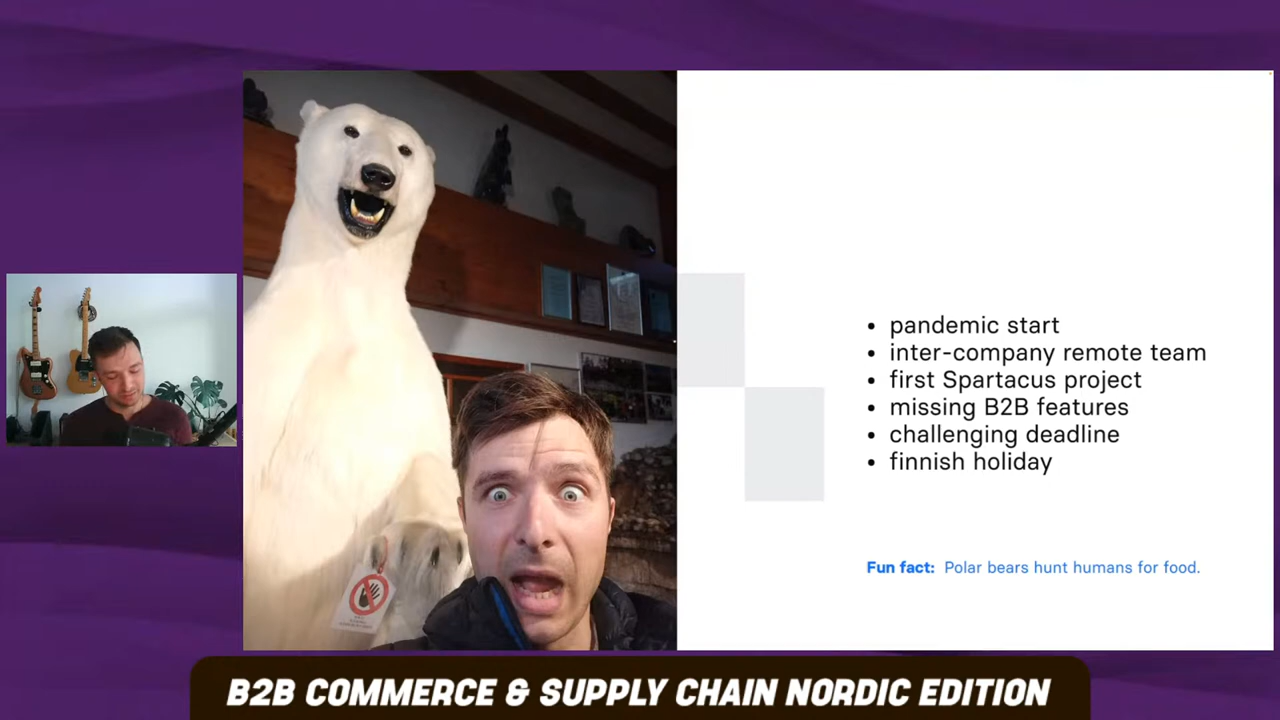 • pandemic start
• inter-company remote team
• first Spartacus project
• missing B2B features
• challenging deadline
• finnish holiday
Fun fact: Polar bears hunt humans for food.
B2B COMMERCE & SUPPLY CHAIN NORDIC EDITION